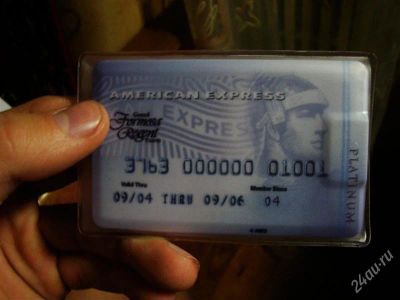 AMERICAN EXPRESS
Grand
Formosa
Regent
EXPRESS
3763 000000 01001
PLATINUM
Valid Thru
Member Since
09/04 THRU 09/06 04
24au.ru